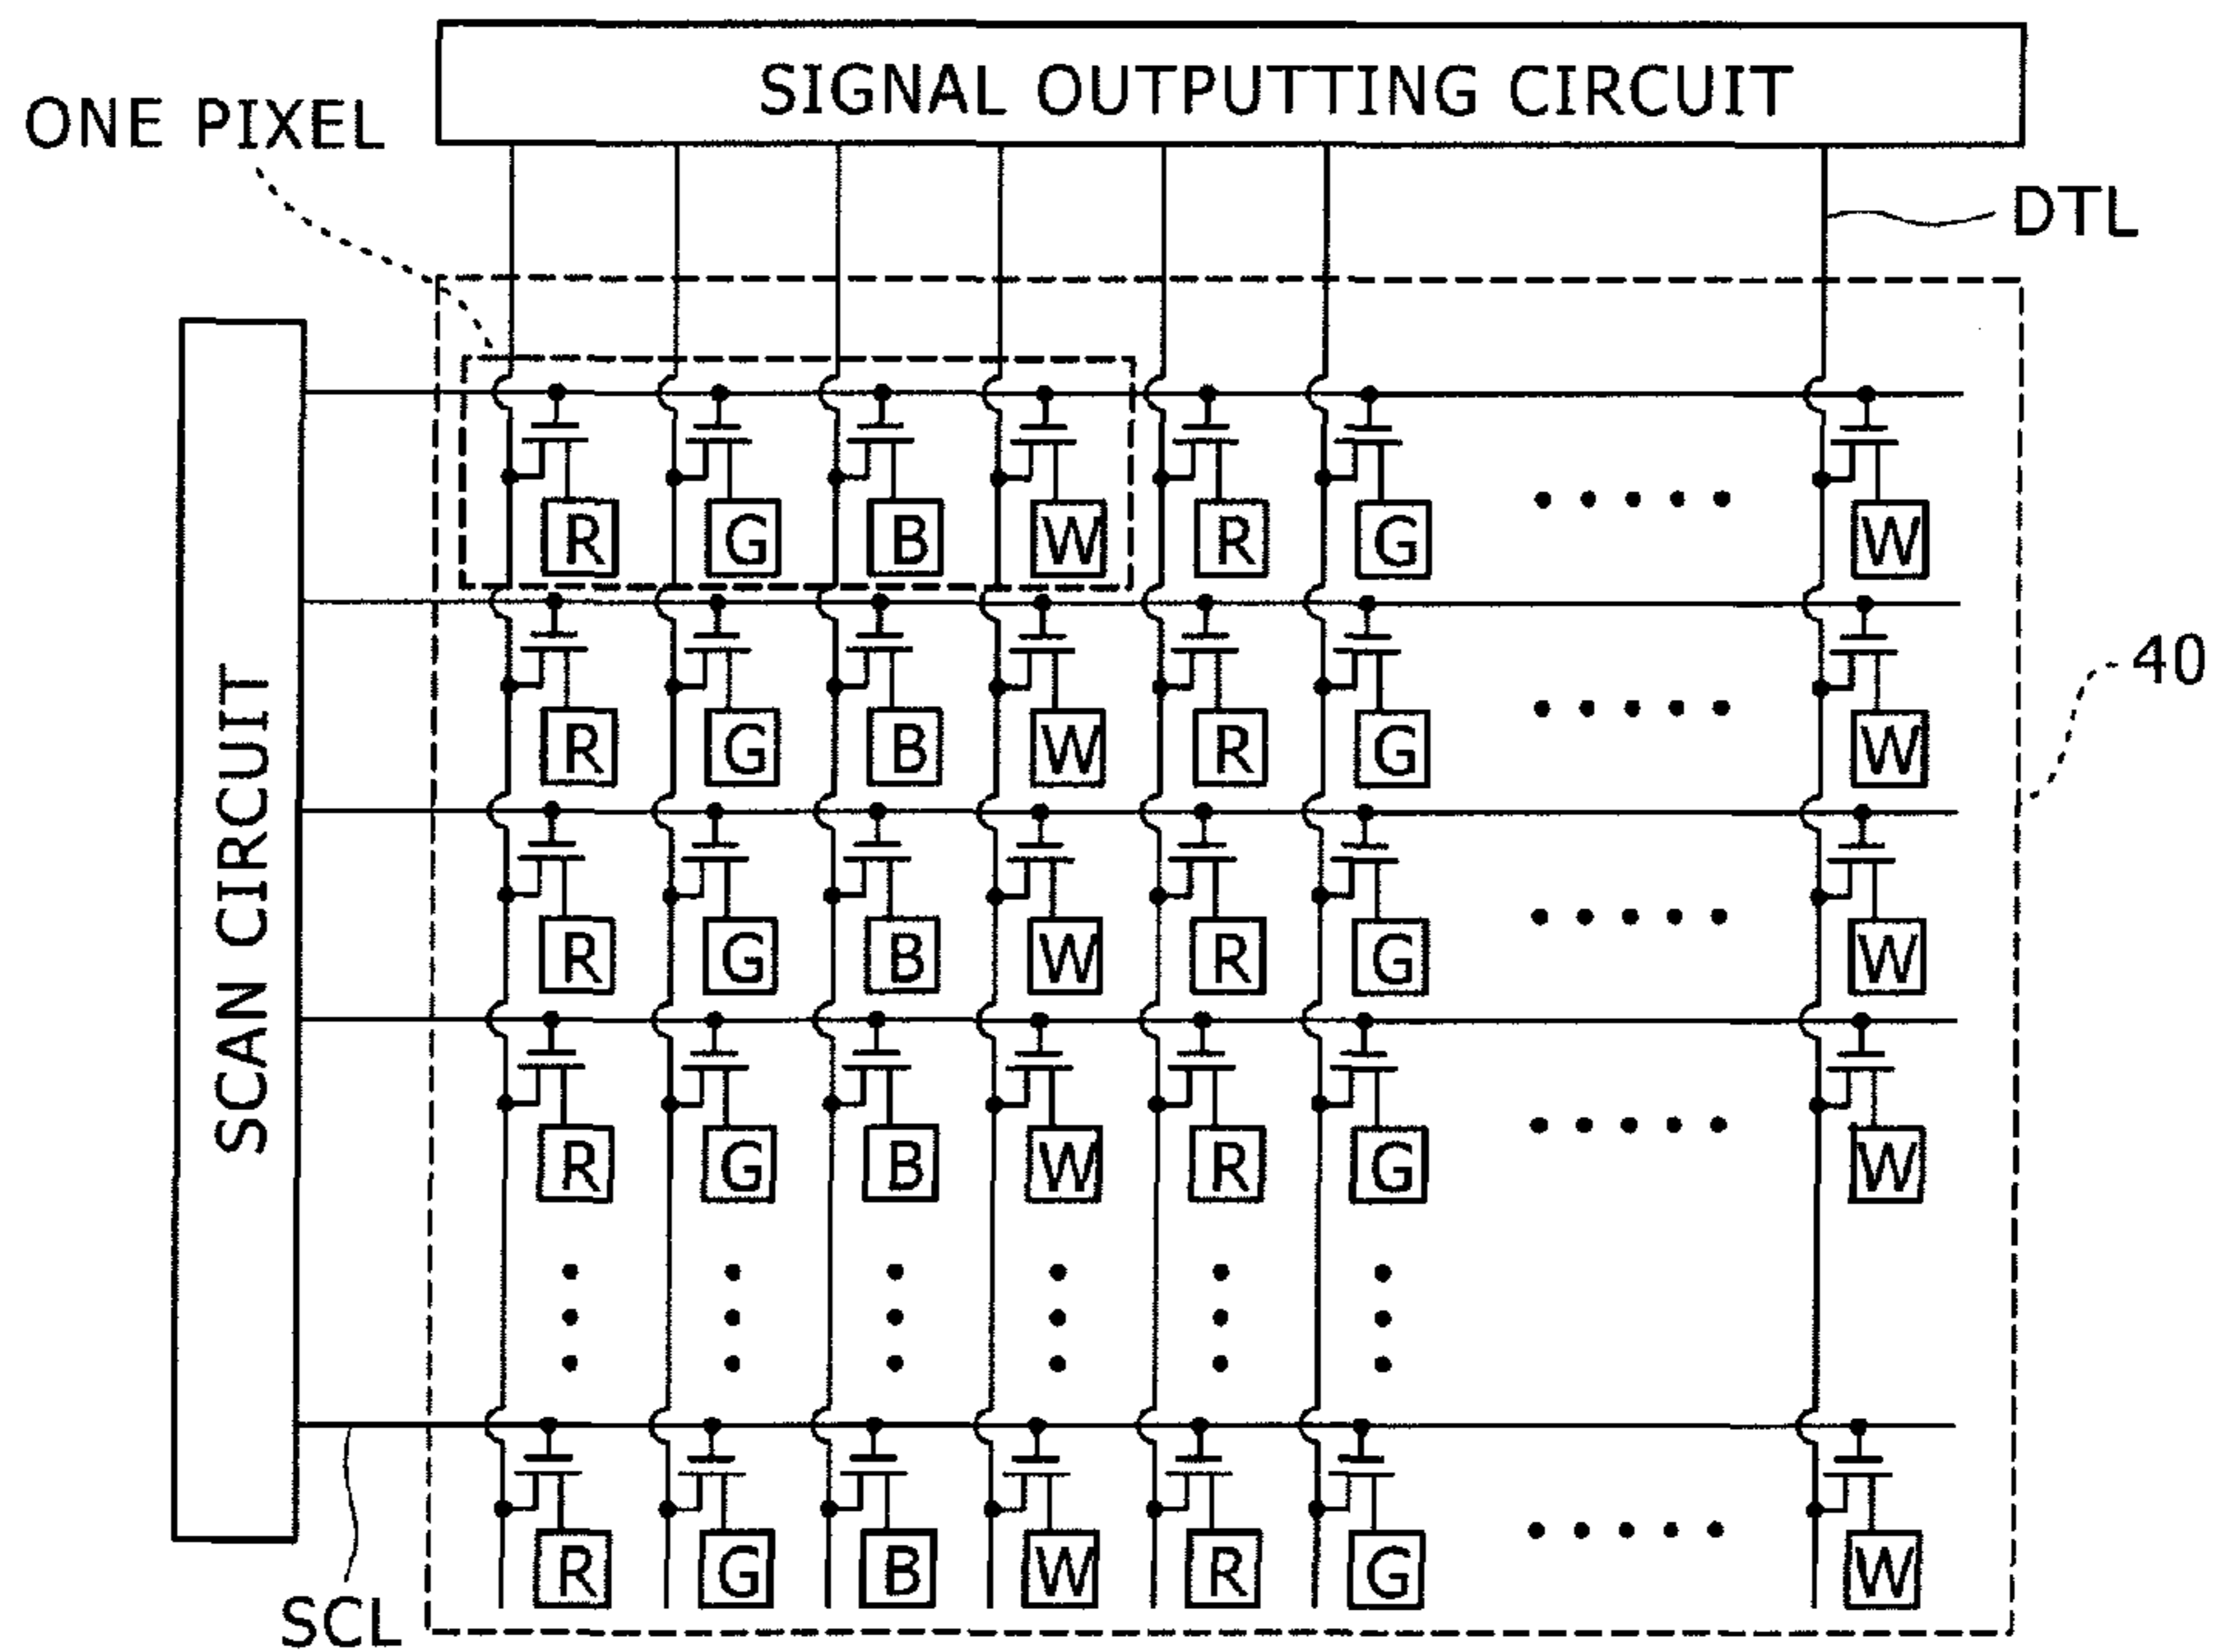 SIGNAL OUTPUTTING CIRCUIT
ONE PIXEL
DTL
R G B W R G W
R G B W R G W
40
SCAN CIRCUIT
R G B W R G W
R G B W R G W
R G B W R G W
SCL